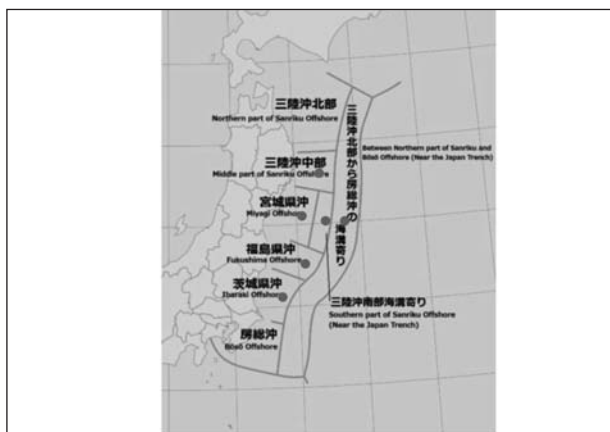 三陸沖北部
Northern part of Sanriku Offshore
三陸沖北部から房総沖の
海溝寄り
Between Northern part of Sanriku and
Bōsō Offshore (Near the Japan Trench)
三陸沖中部
Middle part of Sanriku Offshore
宮城県沖
Miyagi Offshore
福島県沖
Fukushima Offshore
茨城県沖
Ibaraki Offshore
三陸沖南部海溝寄り
Southern part of Sanriku Offshore
(Near the Japan Trench)
房総沖
Bōsō Offshore